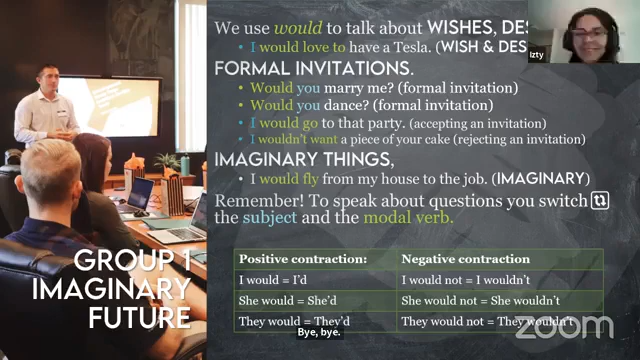 We use would to talk about WISHES, DES
I would love to have a Tesla. (WISH & DES
Izty
FORMAL INVITATIONS.
Would you marry me? (formal invitation)
Would you dance? (formal invitation)
I would go to that party. (accepting an invitation)
I wouldn't want a piece of your cake (rejecting an invitation)
IMAGINARY THINGS,
I would fly from my house to the job. (IMAGINARY)
Remember! To speak about questions you switch
the subject and the modal verb.
GROUP 1
IMAGINARY
FUTURE
Positive contraction: Negative contraction
I would = I'd I would not = I wouldn't
She would = She'd She would not = She wouldn't
They would = They'd They would not = They wouldn't
zoom
Bye, bye.